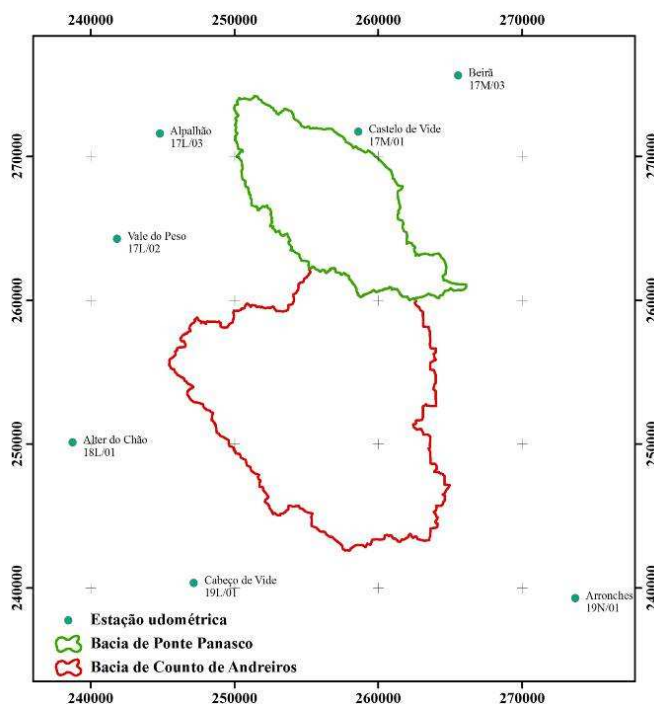 240000 250000 260000 270000
Beirã
17M/03
Alpalhão
17L/03
Castelo de Vide
17M/01
270000
270000
Vale do Peso
17L/02
260000
260000
Alter do Chão
18L/01
250000
250000
Cabeço de Vide
19L/01
Arronches
19N/01
240000
240000
Estação udométrica
Bacia de Ponte Panasco
Bacia de Counto de Andreiros
240000 250000 260000 270000